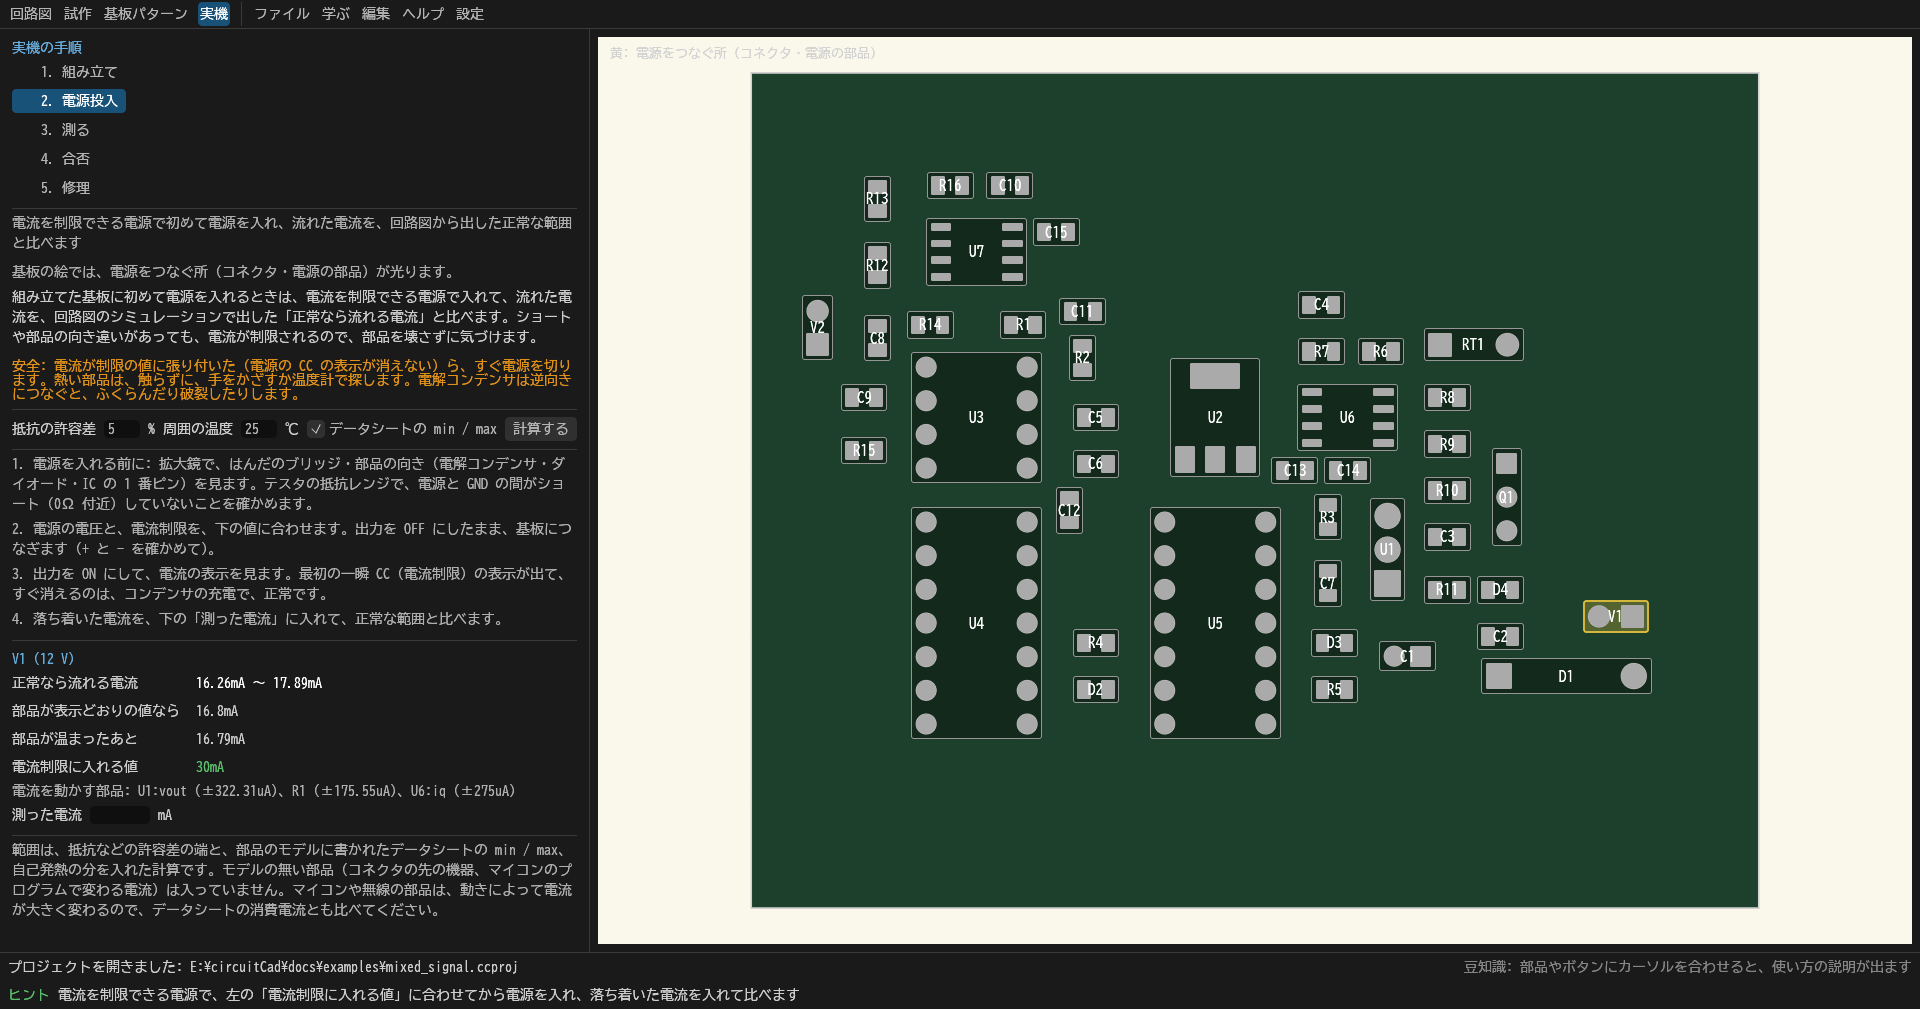 回路図 試作 基板パターン 実機 ファイル 学ぶ 編集 ヘルプ 設定
実機の手順
1. 組み立て
2. 電源投入
3. 測る
4. 合否
5. 修理
電流を制限できる電源で初めて電源を入れ、流れた電流を、回路図から出した正常な範囲
と比べます
基板の絵では、電源をつなぐ所 (コネクタ・電源の部品) が光ります。
組み立てた基板に初めて電源を入れるときは、電流を制限できる電源で入れて、流れた電
流を、回路図のシミュレーションで出した「正常なら流れる電流」と比べます。ショート
や部品の向き違いがあっても、電流が制限されるので、部品を壊さずに気づけます。
安全: 電流が制限の値に張り付いた (電源の CC の表示が消えない) ら、すぐ電源を切り
ます。熱い部品は、触らずに、手をかざすか温度計で探します。電解コンデンサは逆向き
につなぐと、ふくらんだり破裂したりします。
抵抗の許容差 5 % 周囲の温度 25 ℃ ✓ データシートの min / max 計算する
1. 電源を入れる前に: 拡大鏡で、はんだのブリッジ・部品の向き (電解コンデンサ・ダ
イオード・IC の 1 番ピン) を見ます。テスタの抵抗レンジで、電源と GND の間がショ
ート (0Ω 付近) していないことを確かめます。
2. 電源の電圧と、電流制限を、下の値に合わせます。出力を OFF にしたまま、基板につ
なぎます (+ と - を確かめて)。
3. 出力を ON にして、電流の表示を見ます。最初の一瞬 CC (電流制限) の表示が出て、
すぐ消えるのは、コンデンサの充電で、正常です。
4. 落ち着いた電流を、下の「測った電流」に入れて、正常な範囲と比べます。
V1 (12 V)
正常なら流れる電流 16.26mA ～ 17.89mA
部品が表示どおりの値なら 16.8mA
部品が温まったあと 16.79mA
電流制限に入れる値 30mA
電流を動かす部品: U1:vout (±322.31uA)、R1 (±175.55uA)、U6:iq (±275uA)
測った電流 mA
範囲は、抵抗などの許容差の端と、部品のモデルに書かれたデータシートの min / max、
自己発熱の分を入れた計算です。モデルの無い部品 (コネクタの先の機器、マイコンのプ
ログラムで変わる電流) は入っていません。マイコンや無線の部品は、動きによって電流
が大きく変わるので、データシートの消費電流とも比べてください。
黄: 電源をつなぐ所 (コネクタ・電源の部品)
R13 R16 C10
C15
U7
R12
C4
C11
V2 R14 R1
C8
R7 R6 RT1
R2
C9 R8
U3 C5 U2 U6
R9
R15
C6 C13 C14
R10 Q1
C12 R3
C3
U1
C7 R11 D4
V1
U4 U5
C2
R4 D3 C1
D1
D2 R5
プロジェクトを開きました: E:¥circuitCad¥docs¥examples¥mixed_signal.ccproj
豆知識: 部品やボタンにカーソルを合わせると、使い方の説明が出ます
ヒント 電流を制限できる電源で、左の「電流制限に入れる値」に合わせてから電源を入れ、落ち着いた電流を入れて比べます